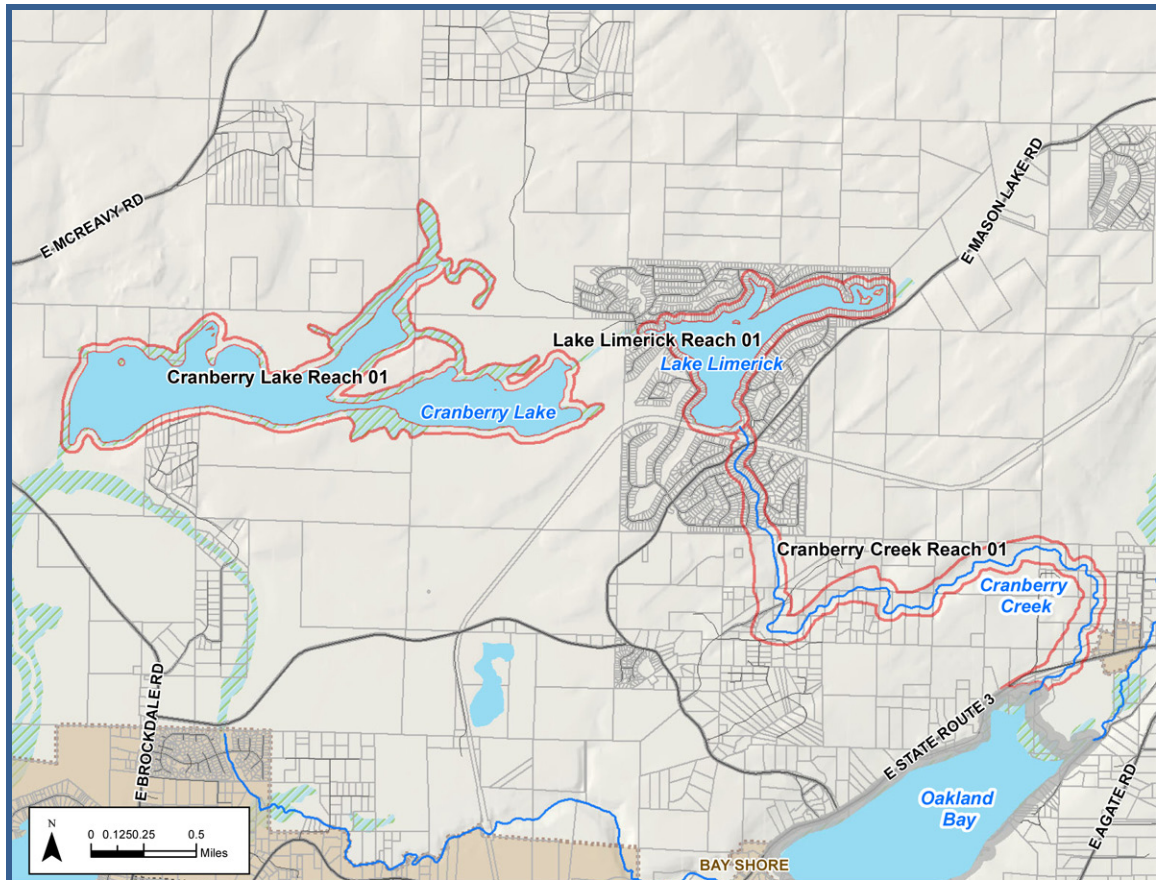 E MCREAVY RD
E MASON LAKE RD
Lake Limerick Reach 01
Lake Limerick
Cranberry Lake Reach 01
Cranberry Lake
Cranberry Creek Reach 01
Cranberry
Creek
E BROCKDALE RD
E STATE ROUTE 3
Oakland
Bay
E AGATE RD
BAY SHORE
N
0 0.1250.25 0.5
Miles